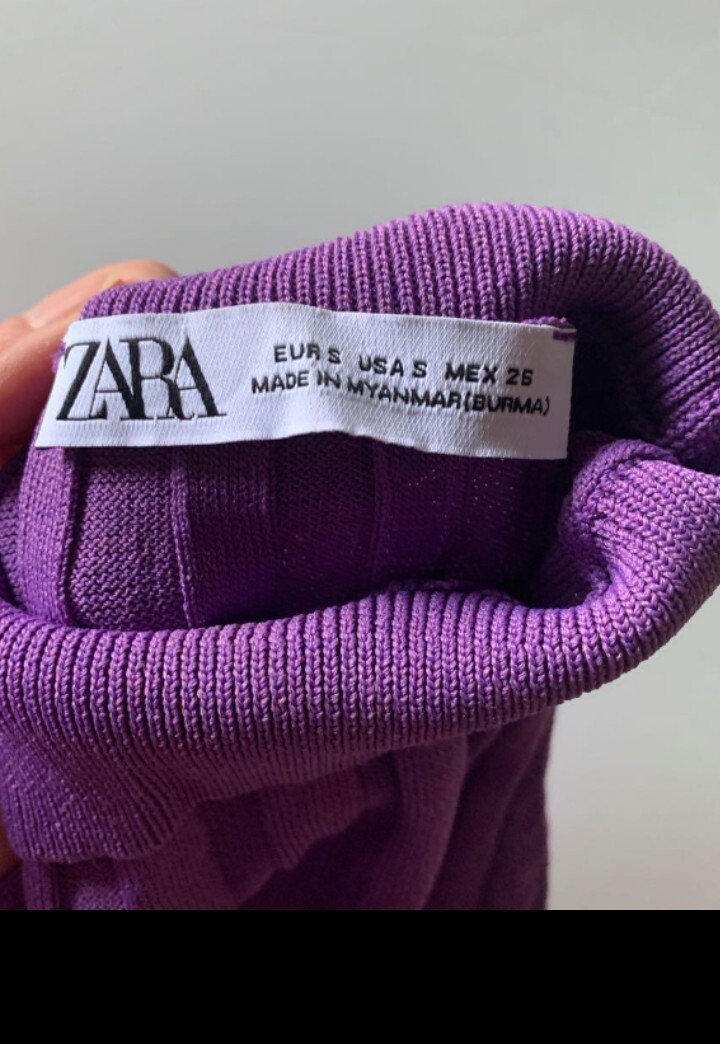 ZARA
EUR S USA S MEX 26
MADE IN MYANMAR(BURMA)